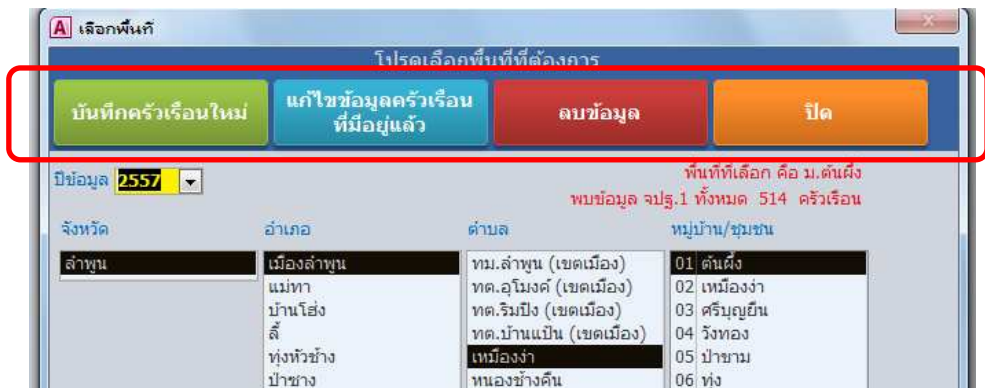 A เลือกพื้นที่
โปรดเลือกพื้นที่ที่ต้องการ
บันทึกครัวเรือนใหม่
แก้ไขข้อมูลครัวเรือน
ที่มีอยู่แล้ว
ลบข้อมูล
ปิด
ปีข้อมูล 2557
พื้นที่ที่เลือก คือ ม.ต้นผึ้ง
พบข้อมูล จปฐ.1 ทั้งหมด 514 ครัวเรือน
จังหวัด
ลำพูน
อำเภอ
เมืองลำพูน
แม่ทา
บ้านโฮ่ง
ลี้
ทุ่งหัวช้าง
ป่าซาง
ตำบล
ทม.ลำพูน (เขตเมือง)
ทต.อุโมงค์ (เขตเมือง)
ทต.ริมปิง (เขตเมือง)
ทต.บ้านแป้น (เขตเมือง)
เหมืองง่า
หนองช้างคืน
หมู่บ้าน/ชุมชน
01 ต้นผึ้ง
02 เหมืองง่า
03 ศรีบุญยืน
04 วังทอง
05 ป่าขาม
06 ทุ่ง